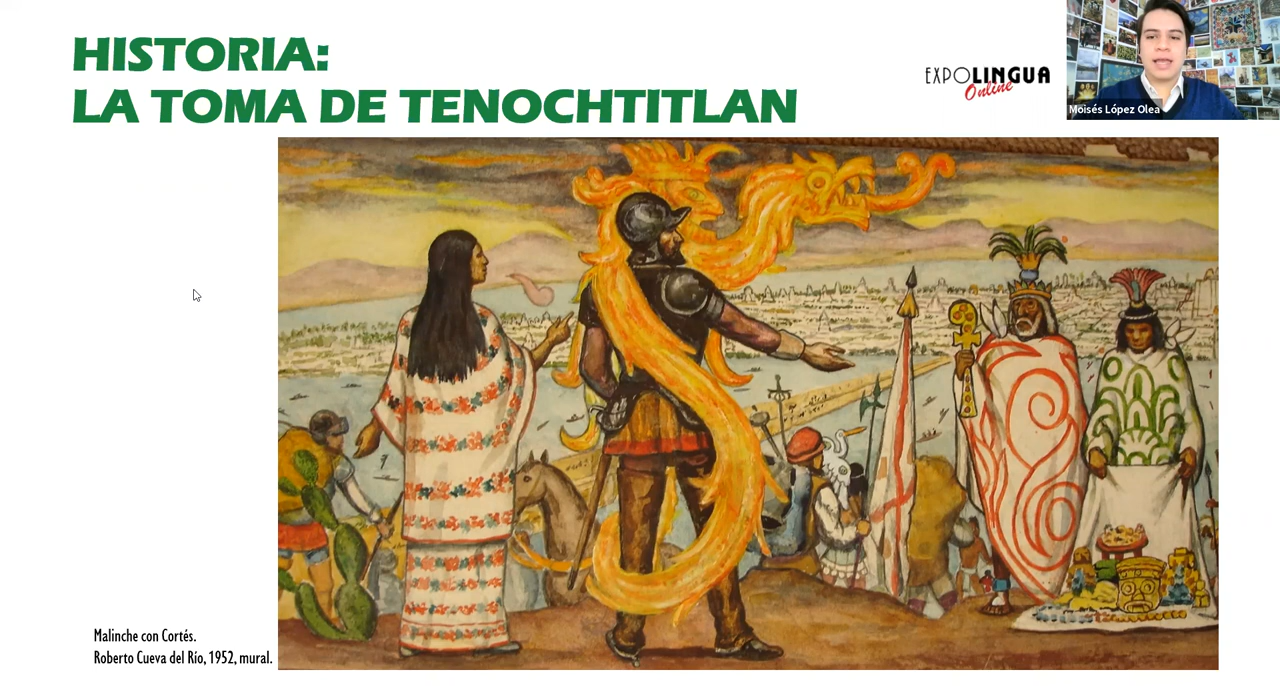 HISTORIA:
LA TOMA DE TENOCHTITLAN
EXPOLINGUA
Online
Moisés López Olea
Malinche con Cortés.
Roberto Cueva del Río, 1952, mural.